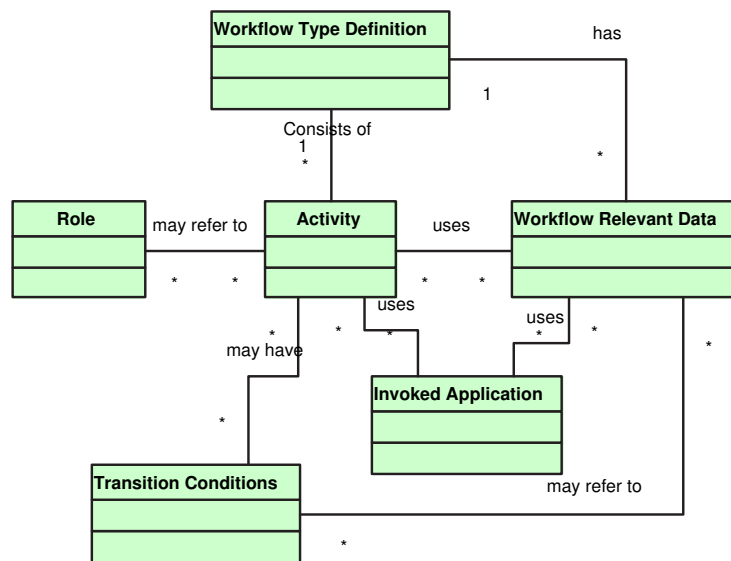 Workflow Type Definition
has
1
Consists of
1
*
*
Role
may refer to
Activity
uses
Workflow Relevant Data
*
*
*
*
uses
uses
*
*
*
*
*
*
may have
Invoked Application
*
Transition Conditions
may refer to
*